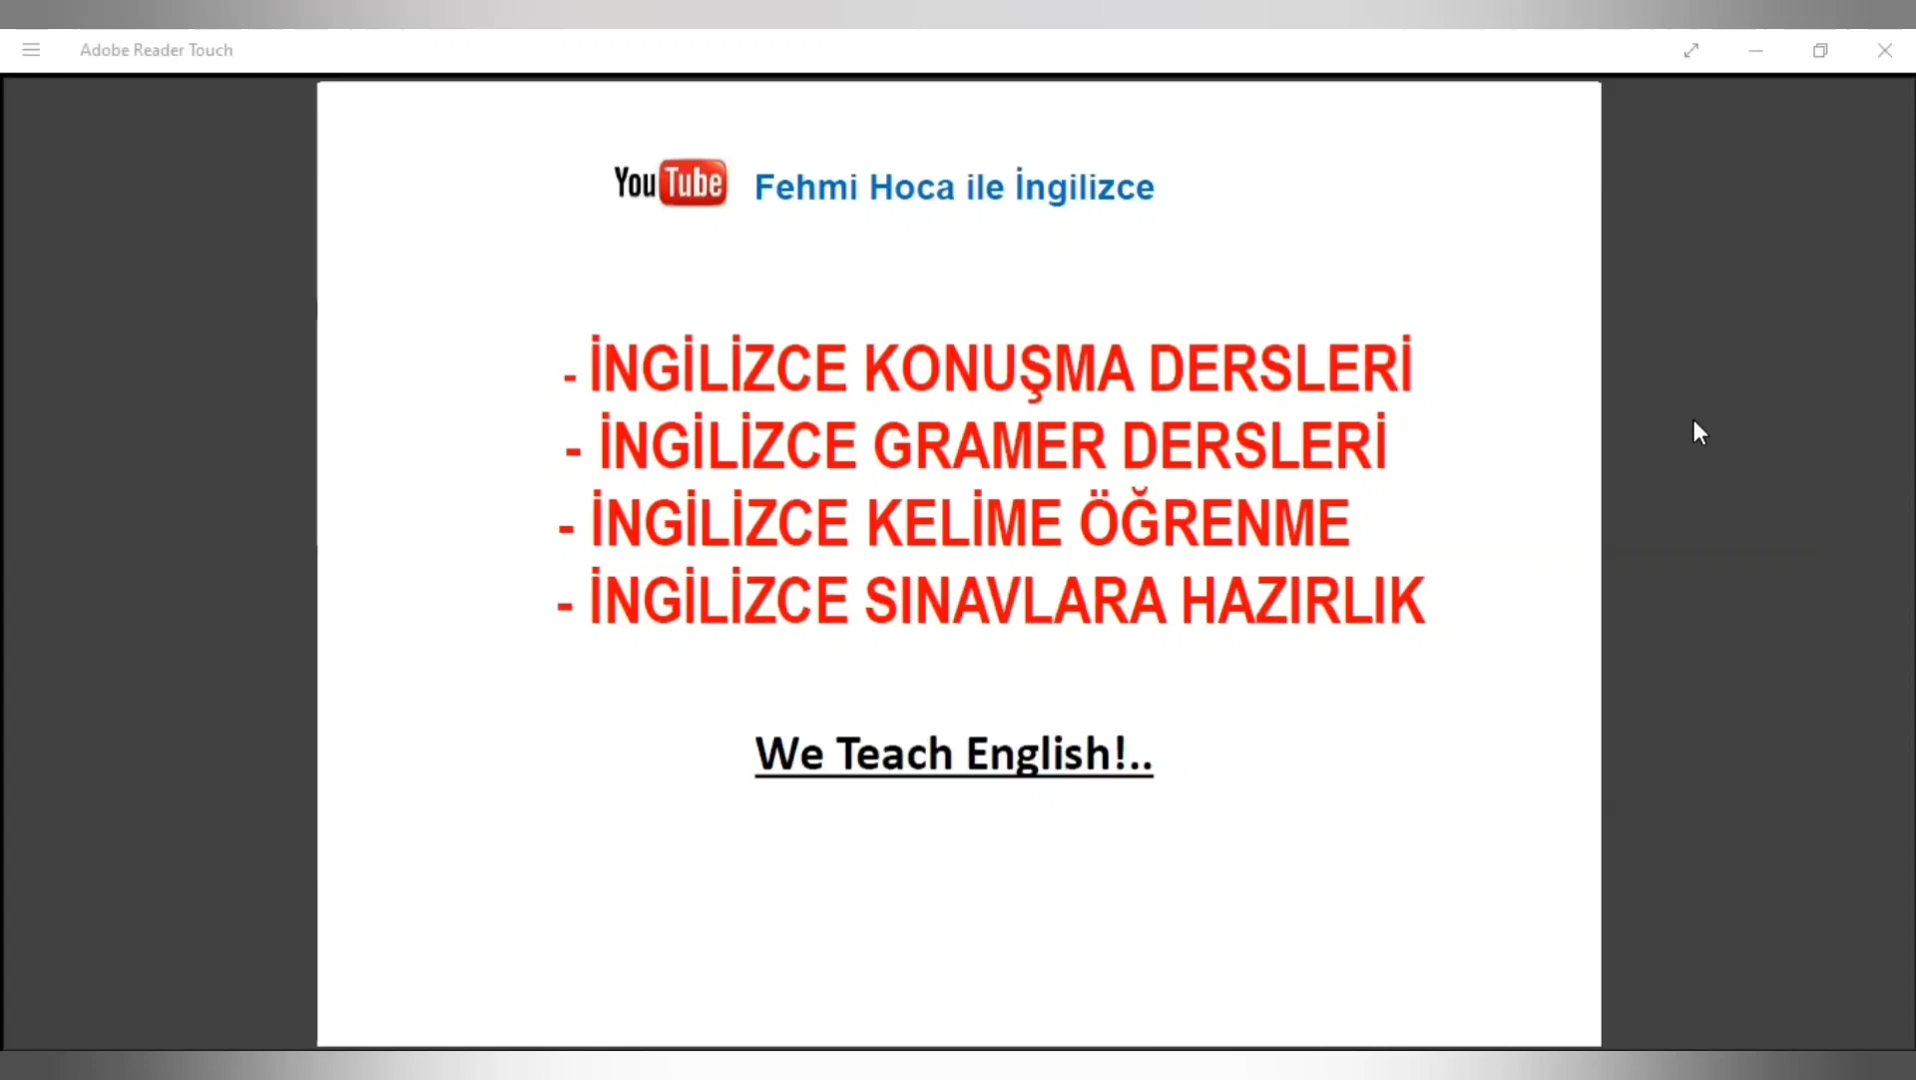 Adobe Reader Touch
YouTube Fehmi Hoca ile İngilizce
- İNGİLİZCE KONUŞMA DERSLERİ
- İNGİLİZCE GRAMER DERSLERİ
- İNGİLİZCE KELİME ÖĞRENME
- İNGİLİZCE SINAVLARA HAZIRLIK
We Teach English!..